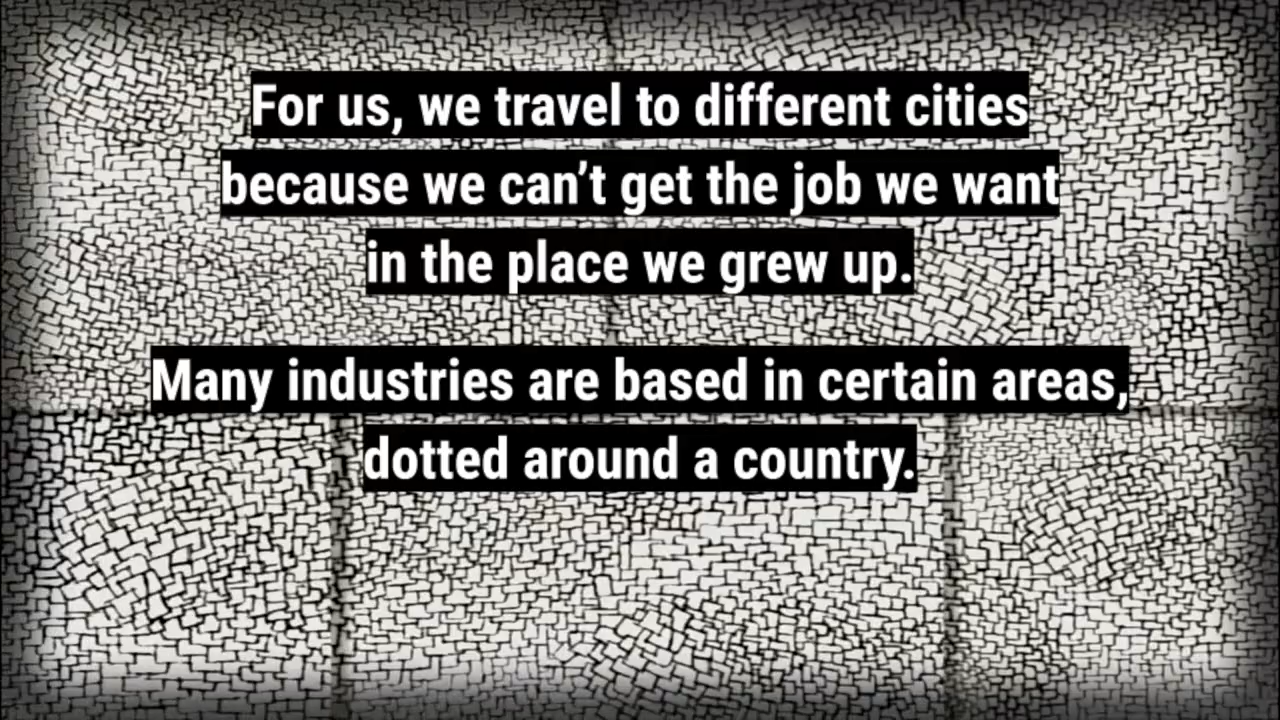 For us, we travel to different cities
because we can’t get the job we want
in the place we grew up.
Many industries are based in certain areas,
dotted around a country.